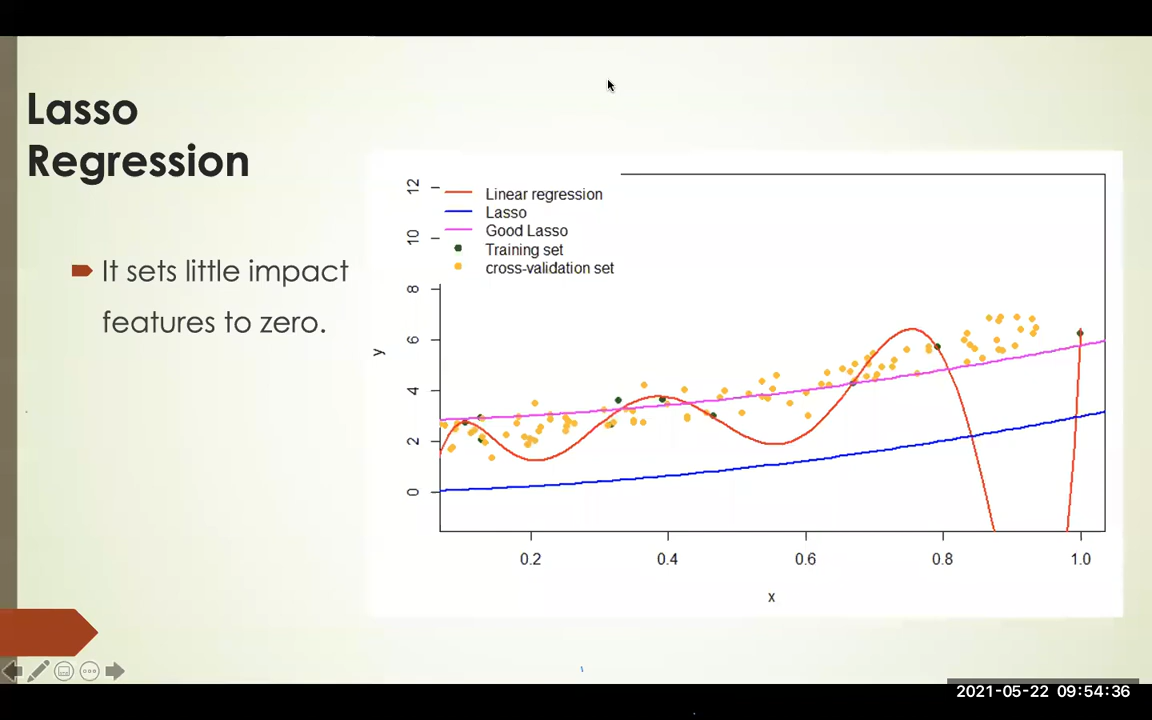 Lasso
Regression
It sets little impact
features to zero.
Linear regression
Lasso
Good Lasso
Training set
cross-validation set
12
10
8
6
4
2
0
y
0.2 0.4 0.6 0.8 1.0
x
2021-05-22 09:54:36